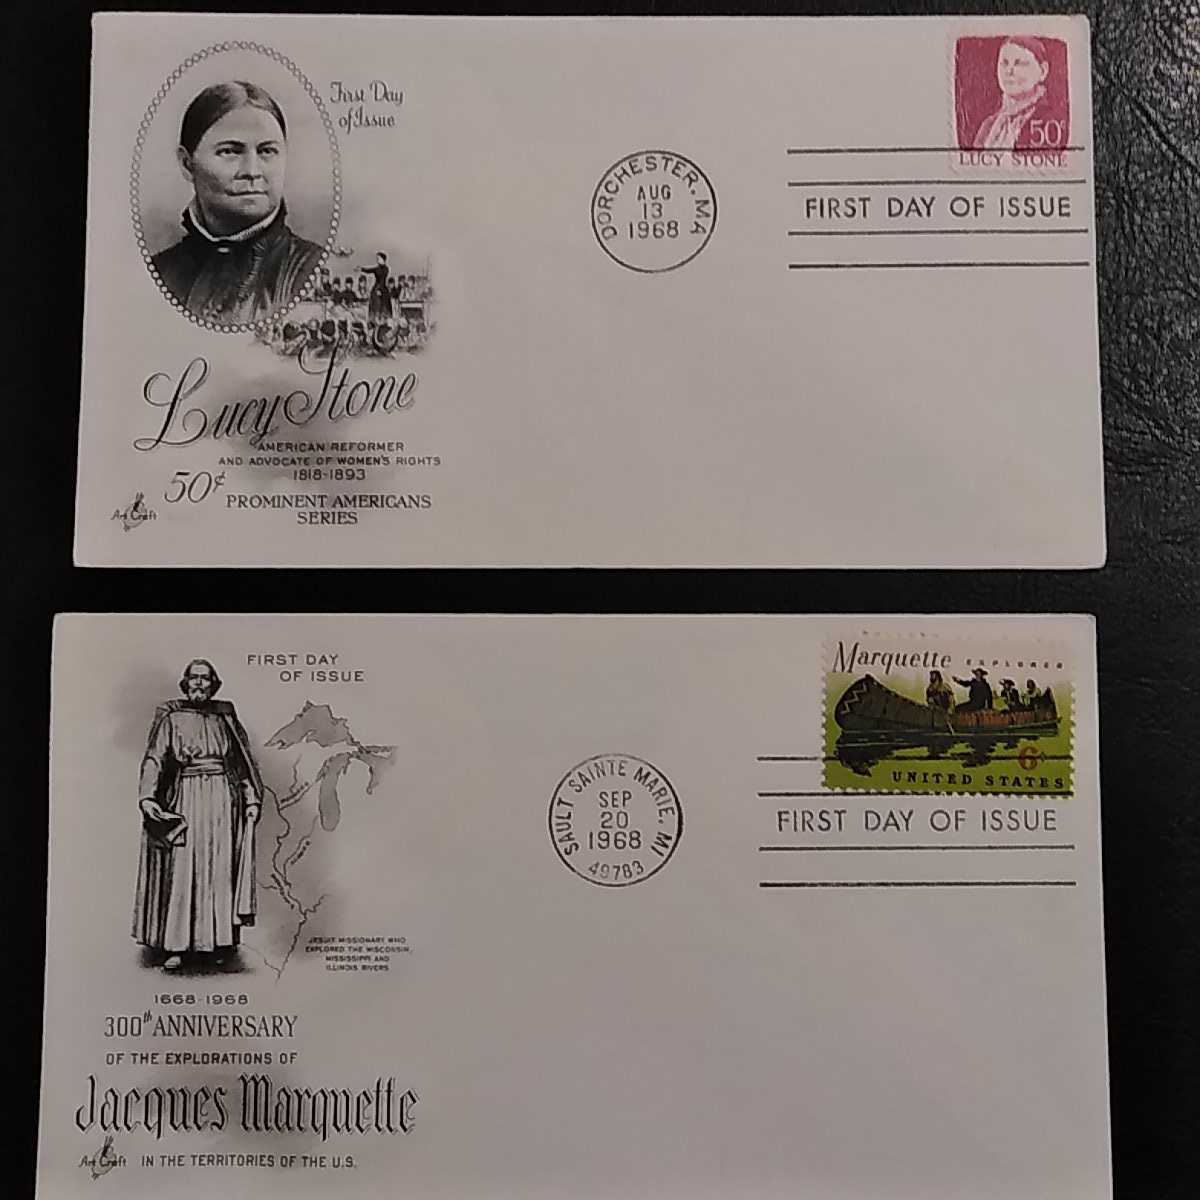 First Day
of Issue
50¢
LUCY STONE
DORCHESTER, MA
AUG
13
1968
FIRST DAY OF ISSUE
Lucy Stone
AMERICAN REFORMER
AND ADVOCATE OF WOMEN'S RIGHTS
1818-1893
50¢ PROMINENT AMERICANS
SERIES
Art Craft
FIRST DAY
OF ISSUE
Marquette EXPLORER
6¢
UNITED STATES
SAULT SAINTE MARIE, MI
SEP
20
1968
49783
FIRST DAY OF ISSUE
JESUIT MISSIONARY WHO
EXPLORED THE WISCONSIN,
MISSISSIPPI AND
ILLINOIS RIVERS
1668-1968
300th ANNIVERSARY
OF THE EXPLORATIONS OF
Jacques Marquette
Art Craft
IN THE TERRITORIES OF THE U.S.